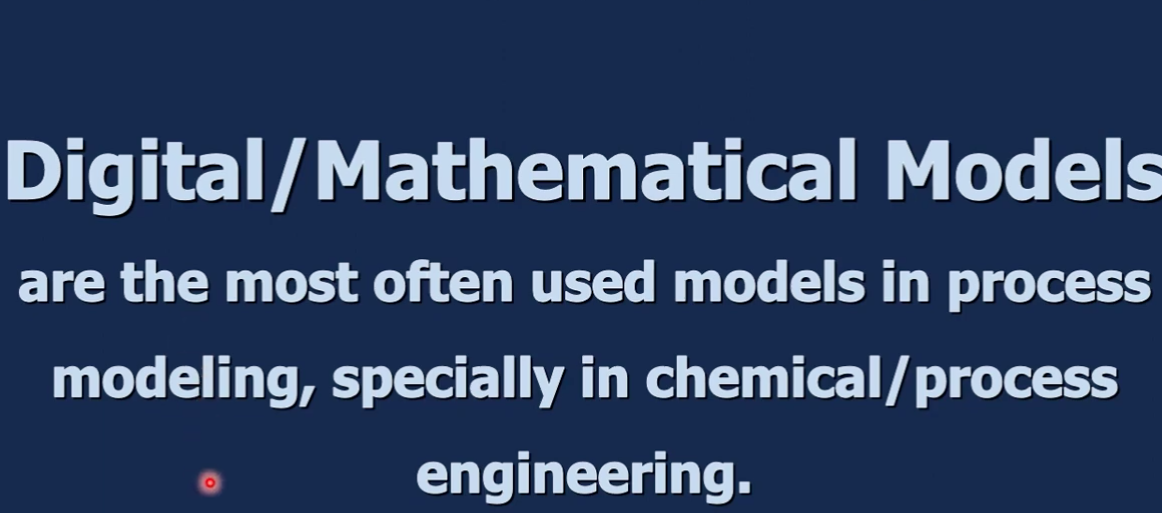 Digital/Mathematical Models
are the most often used models in process
modeling, specially in chemical/process
engineering.